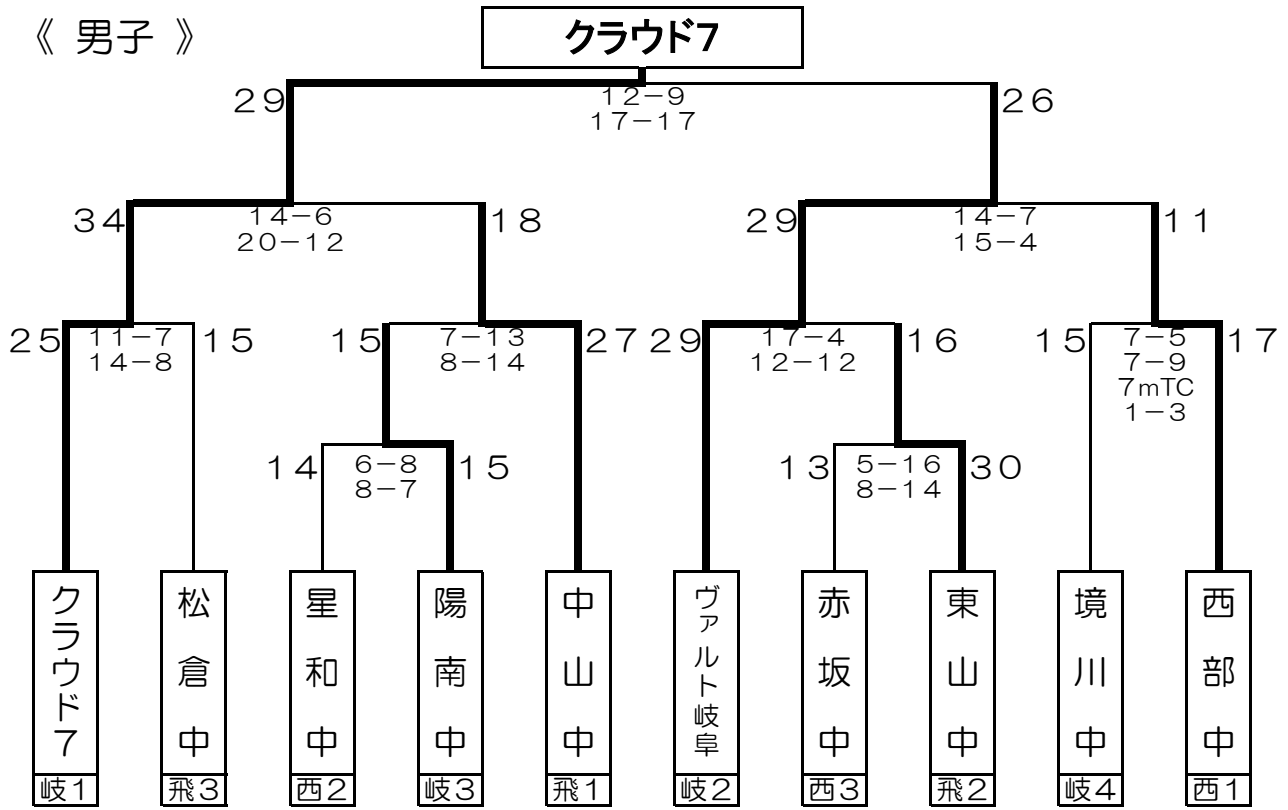 《 男子 》
クラウド７
２９
１２－９
１７－１７
２６
３４
１４－６
２０－１２
１８
２９
１４－７
１５－４
１１
２５
１１－７
１４－８
１５
１５
７－１３
８－１４
２７
２９
１７－４
１２－１２
１６
１５
７－５
７－９
７ｍTC
１－３
１７
１４
６－８
８－７
１５
１３
５－１６
８－１４
３０
クラウド７
松倉中
星和中
陽南中
中山中
ヴァルト岐阜
赤坂中
東山中
境川中
西部中
岐１
飛３
西２
岐３
飛１
岐２
西３
飛２
岐４
西１